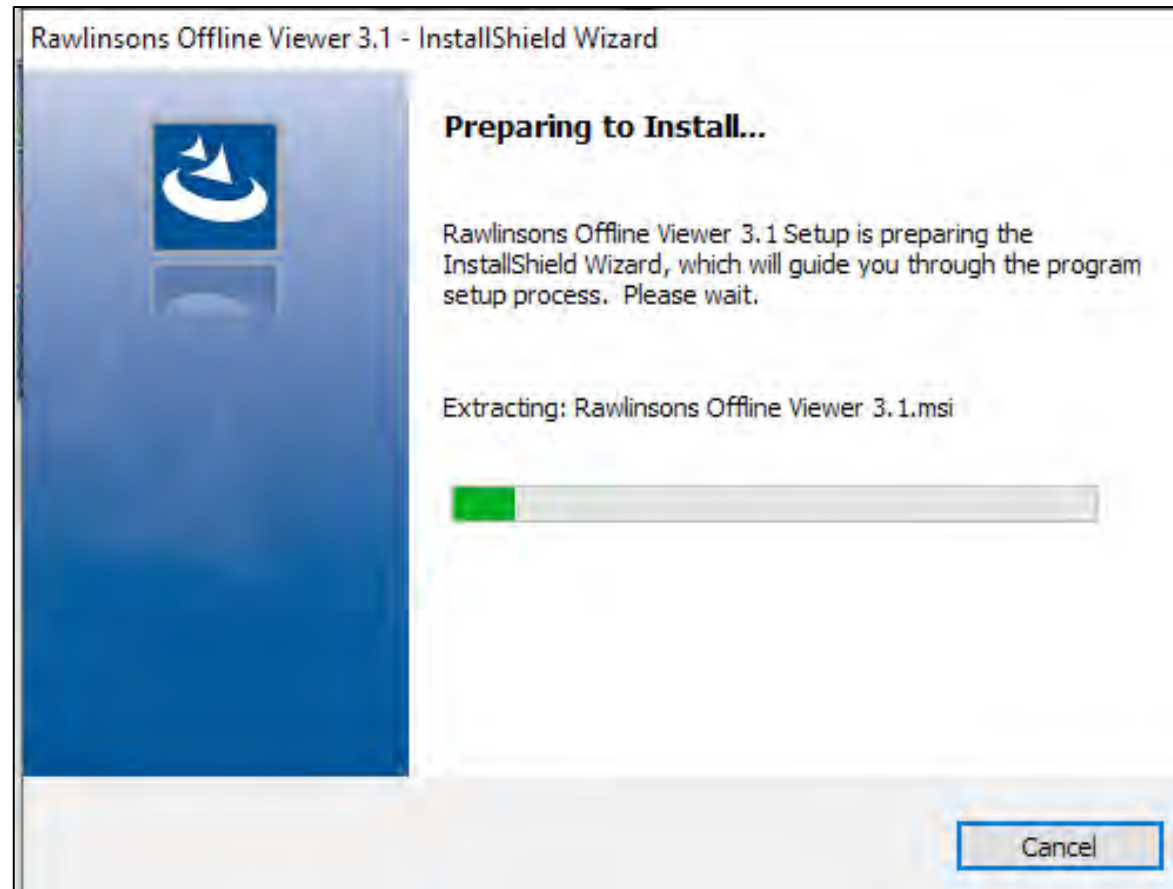 Rawlinsons Offline Viewer 3.1 - InstallShield Wizard
Preparing to Install...
Rawlinsons Offline Viewer 3.1 Setup is preparing the
InstallShield Wizard, which will guide you through the program
setup process.  Please wait.
Extracting: Rawlinsons Offline Viewer 3.1.msi
Cancel